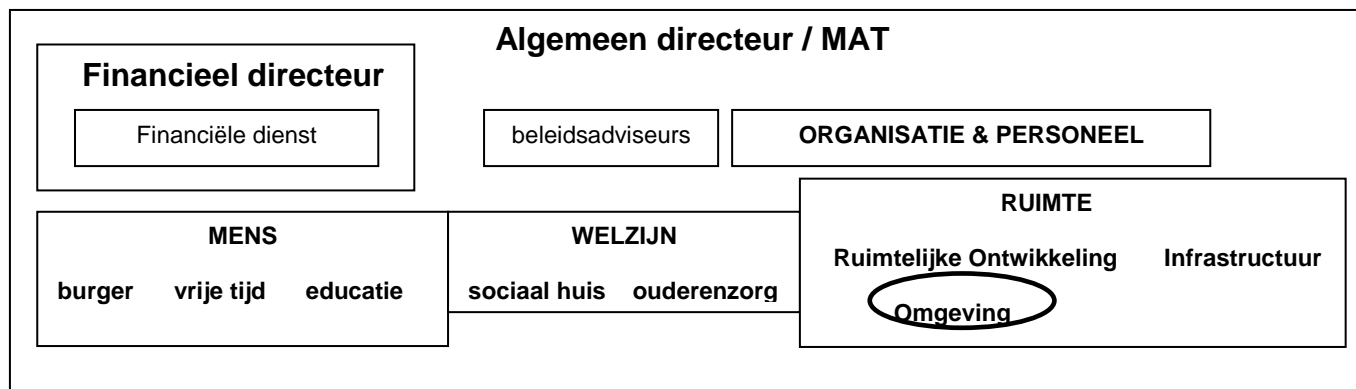 Algemeen directeur / MAT
Financieel directeur
Financiële dienst
beleidsadviseurs
ORGANISATIE & PERSONEEL
MENS
burger vrije tijd educatie
WELZIJN
sociaal huis ouderenzorg
RUIMTE
Ruimtelijke Ontwikkeling Infrastructuur
Omgeving